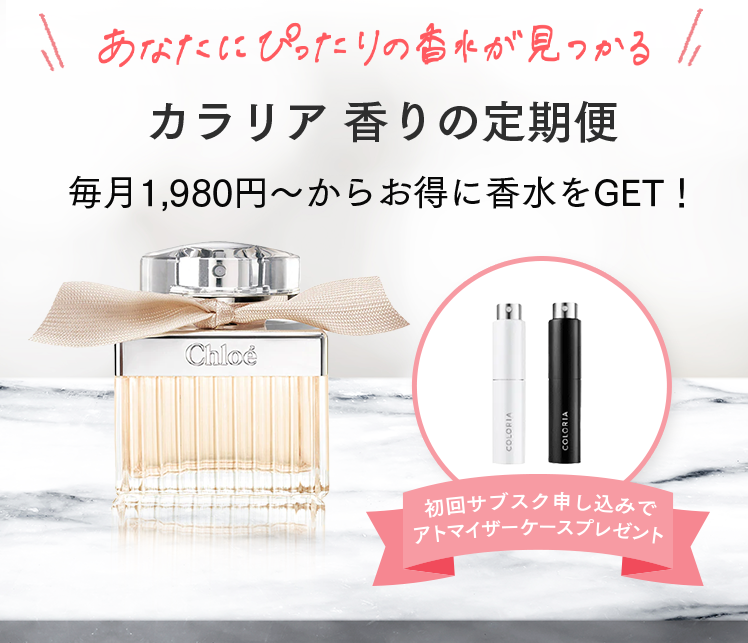 あなたにぴったりの香水が見つかる
カラリア 香りの定期便
毎月1,980円〜からお得に香水をGET！
Chloé
COLORIA
COLORIA
初回サブスク申し込みで
アトマイザーケースプレゼント